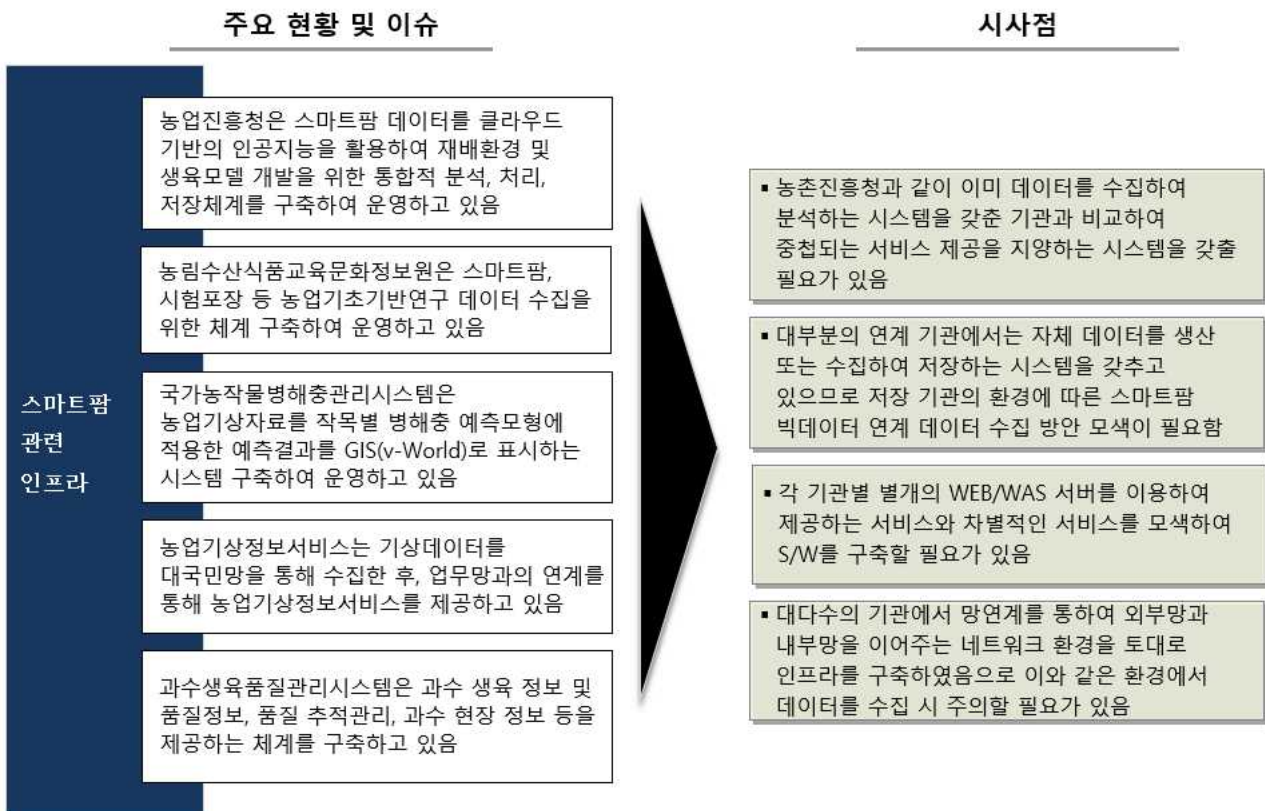 주요 현황 및 이슈
시사점
스마트팜
관련
인프라
농업진흥청은 스마트팜 데이터를 클라우드
기반의 인공지능을 활용하여 재배환경 및
생육모델 개발을 위한 통합적 분석, 처리,
저장체계를 구축하여 운영하고 있음
농림수산식품교육문화정보원은 스마트팜,
시험포장 등 농업기초기반연구 데이터 수집을
위한 체계 구축하여 운영하고 있음
국가농작물병해충관리시스템은
농업기상자료를 작목별 병해충 예측모형에
적용한 예측결과를 GIS(v-World)로 표시하는
시스템 구축하여 운영하고 있음
농업기상정보서비스는 기상데이터를
대국민망을 통해 수집한 후, 업무망과의 연계를
통해 농업기상정보서비스를 제공하고 있음
과수생육품질관리시스템은 과수 생육 정보 및
품질정보, 품질 추적관리, 과수 현장 정보 등을
제공하는 체계를 구축하고 있음
▪ 농촌진흥청과 같이 이미 데이터를 수집하여
분석하는 시스템을 갖춘 기관과 비교하여
중첩되는 서비스 제공을 지양하는 시스템을 갖출
필요가 있음
▪ 대부분의 연계 기관에서는 자체 데이터를 생산
또는 수집하여 저장하는 시스템을 갖추고
있으므로 저장 기관의 환경에 따른 스마트팜
빅데이터 연계 데이터 수집 방안 모색이 필요함
▪ 각 기관별 별개의 WEB/WAS 서버를 이용하여
제공하는 서비스와 차별적인 서비스를 모색하여
S/W를 구축할 필요가 있음
▪ 대다수의 기관에서 망연계를 통하여 외부망과
내부망을 이어주는 네트워크 환경을 토대로
인프라를 구축하였음으로 이와 같은 환경에서
데이터를 수집 시 주의할 필요가 있음